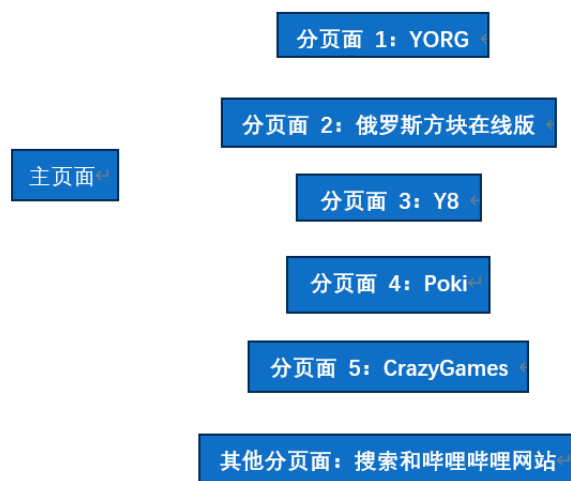 分页面 1：YORG
分页面 2：俄罗斯方块在线版
主页面
分页面 3：Y8
分页面 4：Poki
分页面 5：CrazyGames
其他分页面：搜索和哔哩哔哩网站